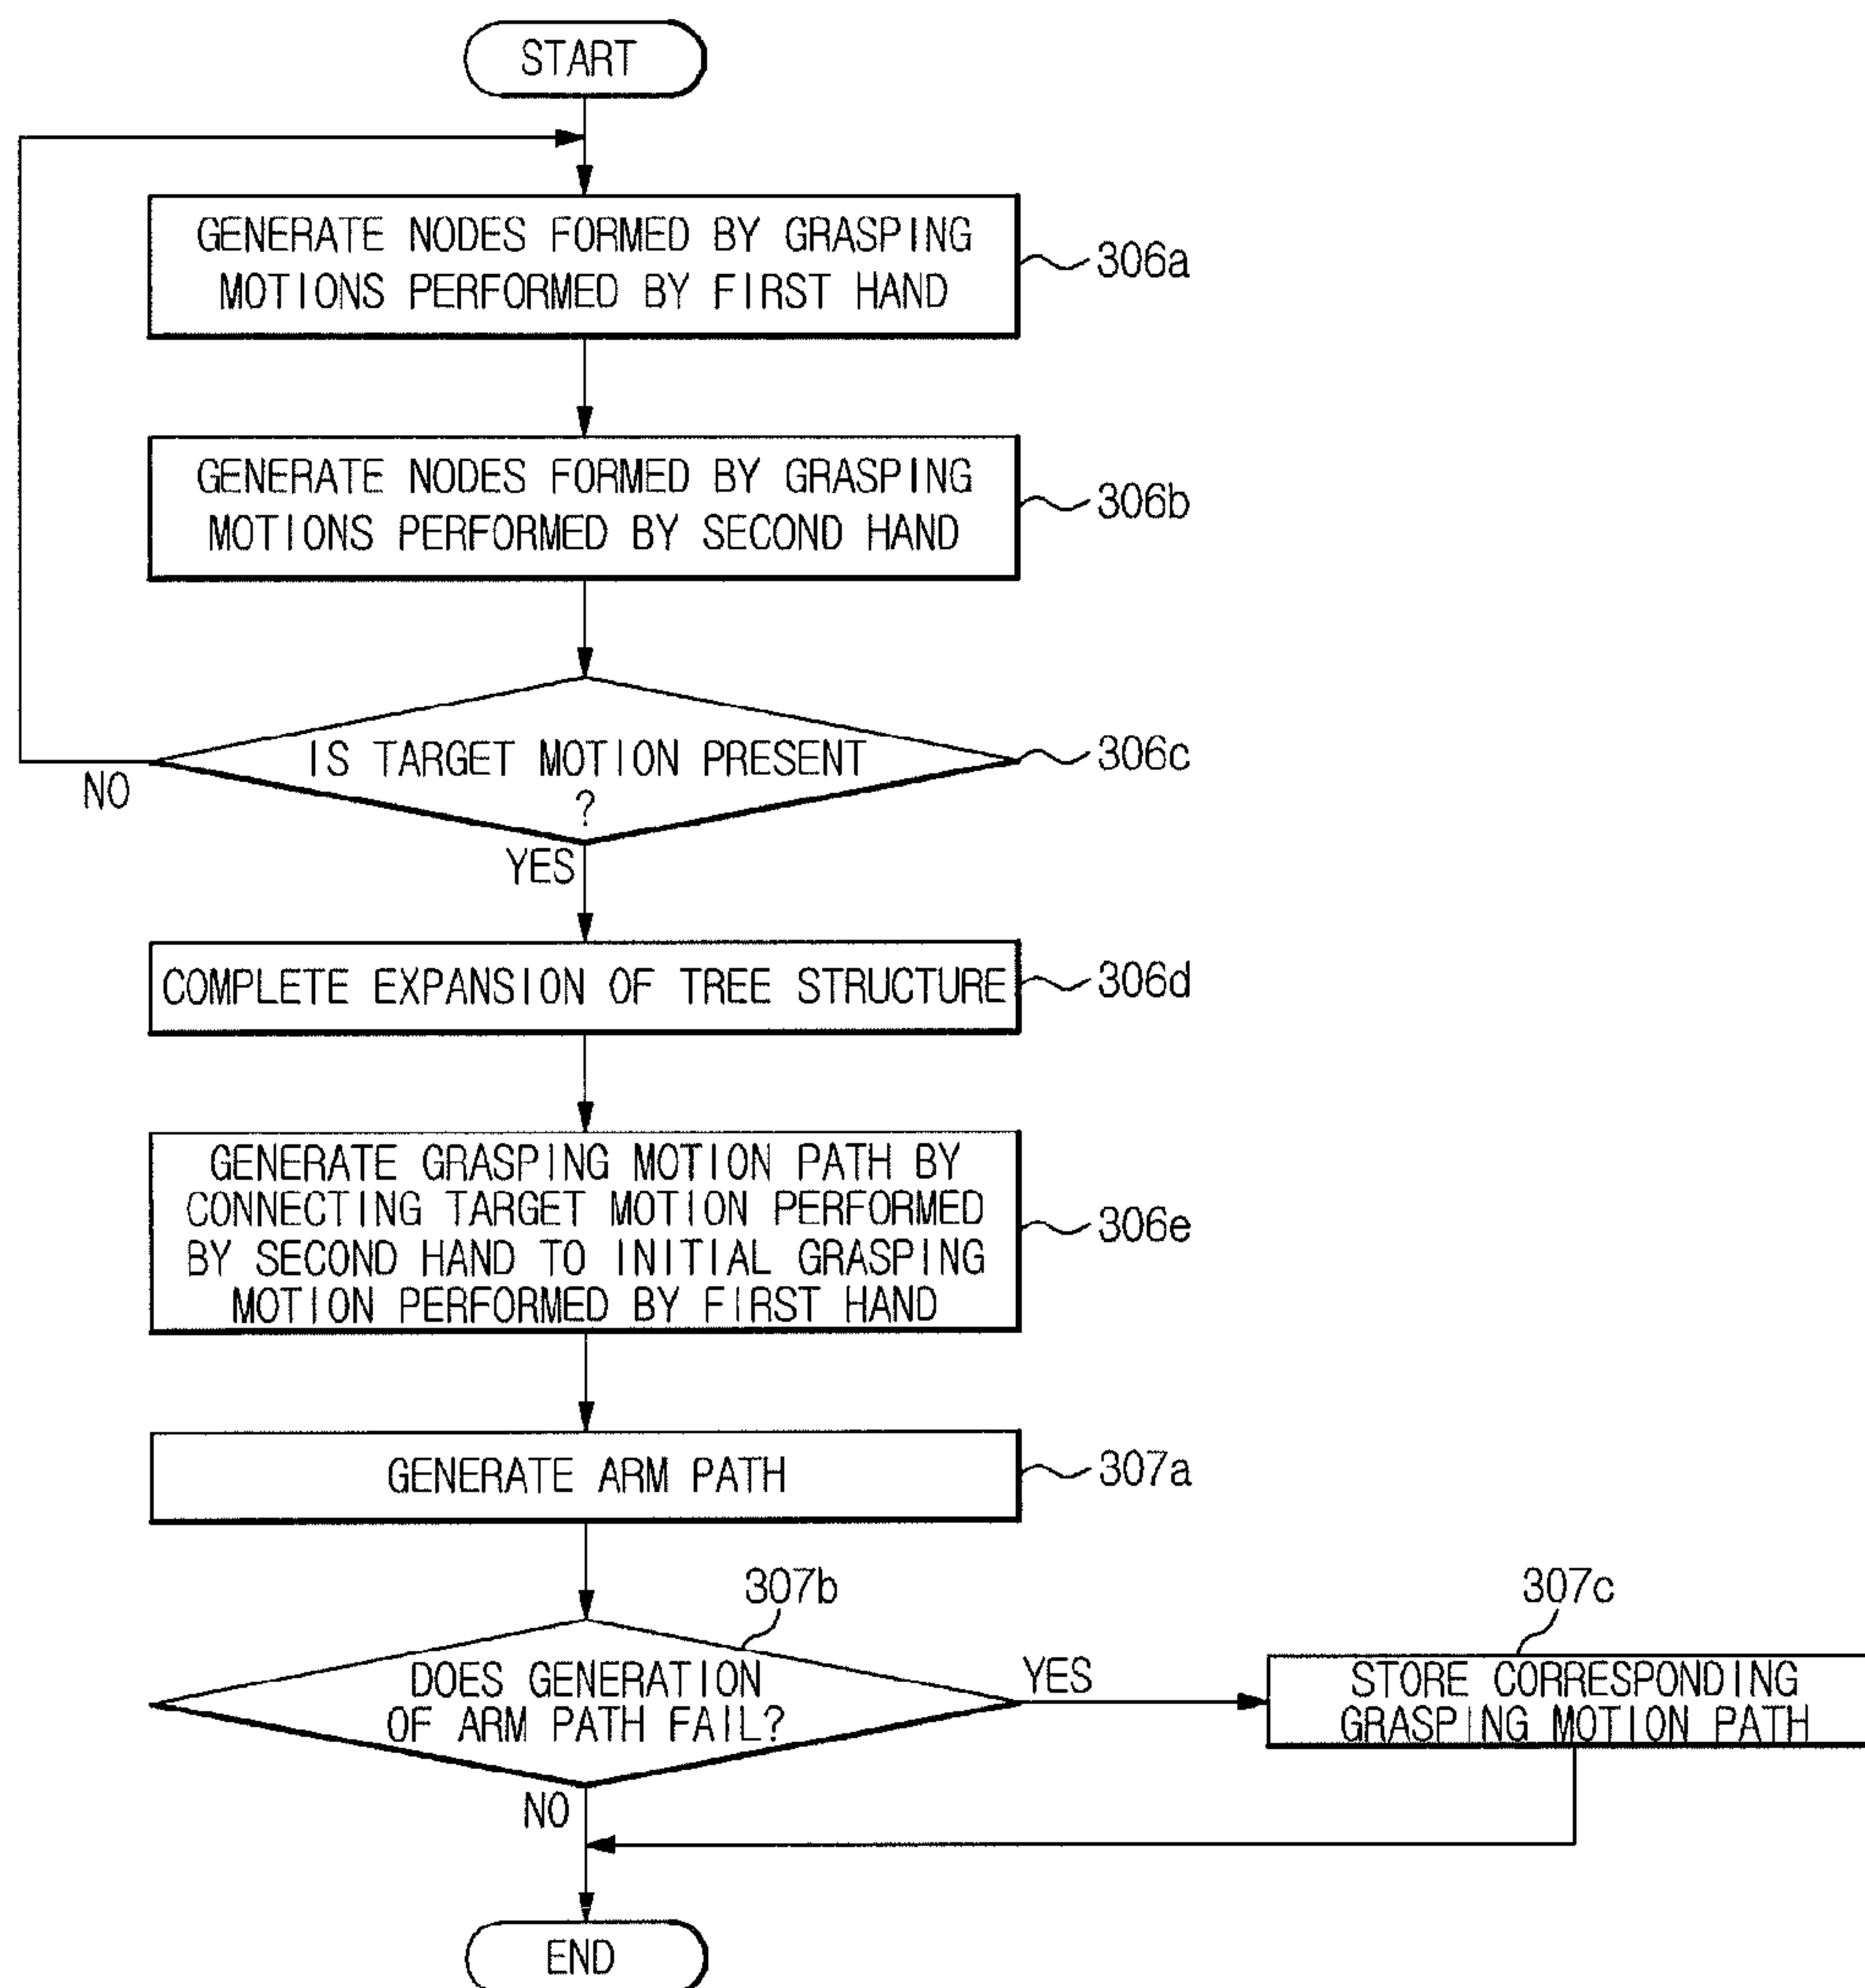 START
GENERATE NODES FORMED BY GRASPING
MOTIONS PERFORMED BY FIRST HAND
306a
GENERATE NODES FORMED BY GRASPING
MOTIONS PERFORMED BY SECOND HAND
306b
IS TARGET MOTION PRESENT
?
306c
NO
YES
COMPLETE EXPANSION OF TREE STRUCTURE
306d
GENERATE GRASPING MOTION PATH BY
CONNECTING TARGET MOTION PERFORMED
BY SECOND HAND TO INITIAL GRASPING
MOTION PERFORMED BY FIRST HAND
306e
GENERATE ARM PATH
307a
307b
DOES GENERATION
OF ARM PATH FAIL?
YES
307c
STORE CORRESPONDING
GRASPING MOTION PATH
NO
END